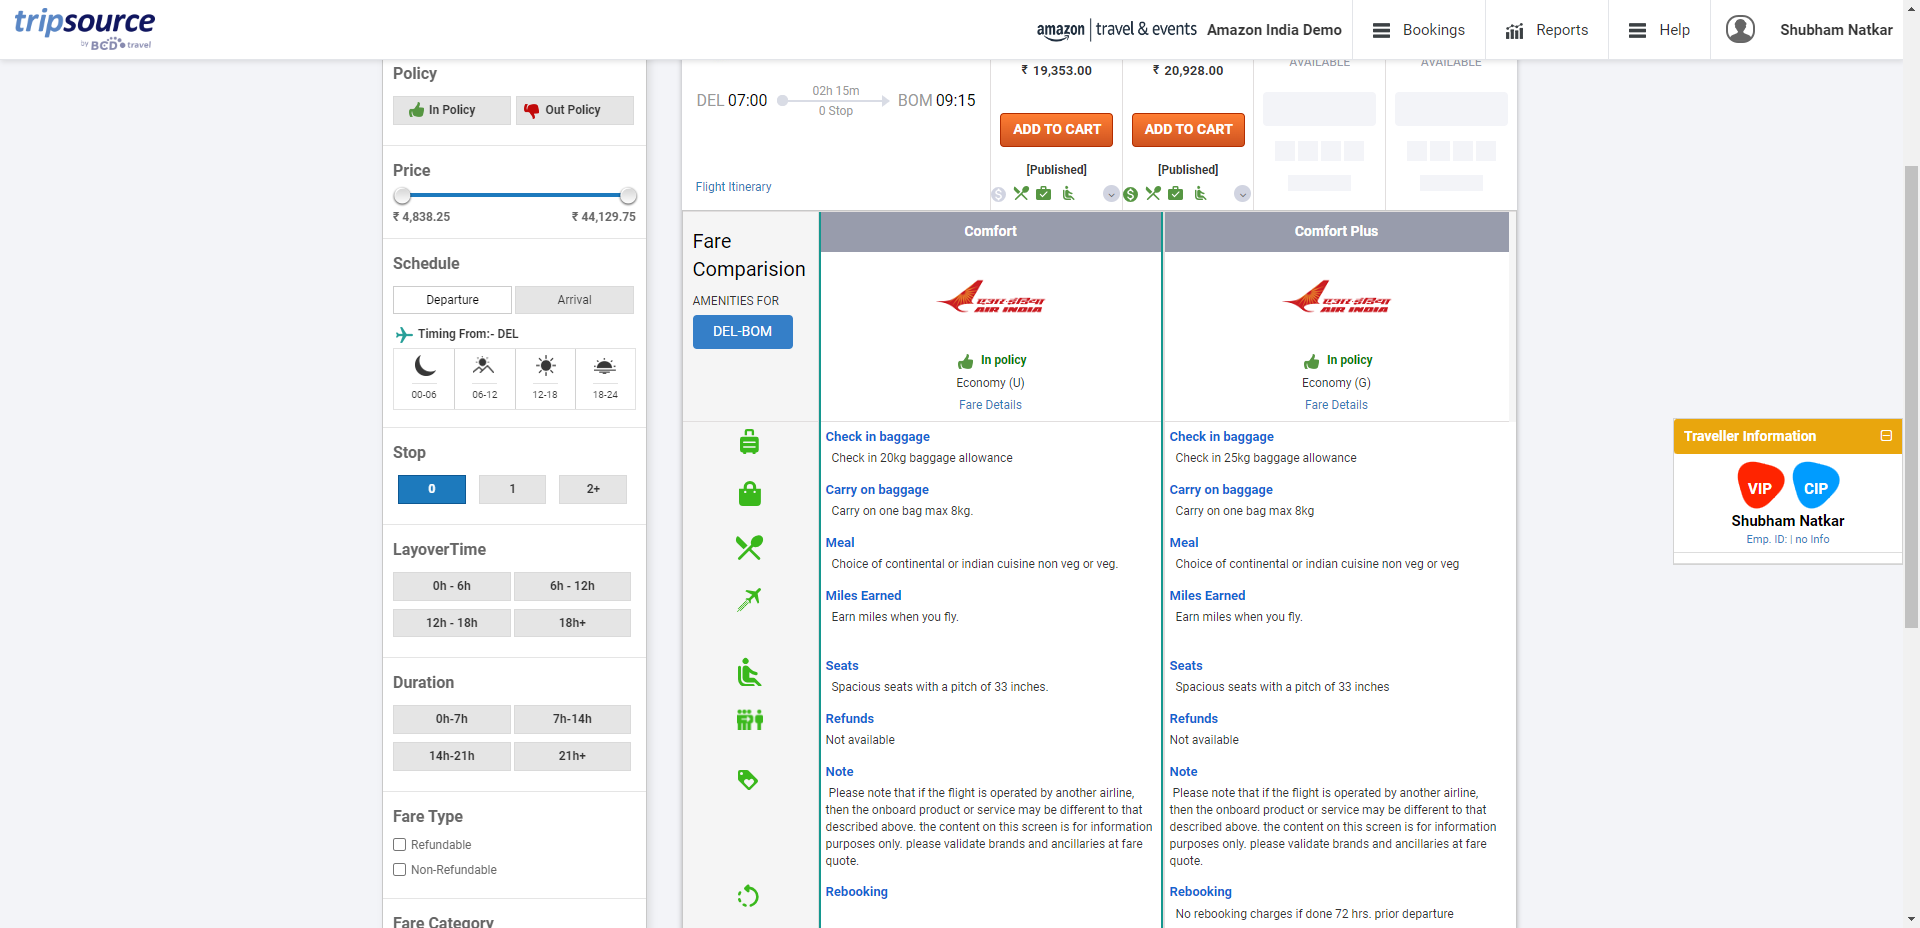 tripsource
by BCD travel
amazon | travel & events
Amazon India Demo
Bookings
Reports
Help
Shubham Natkar
Policy
In Policy
Out Policy
Price
₹ 4,838.25
₹ 44,129.75
Schedule
Departure
Arrival
Timing From:- DEL
00-06
06-12
12-18
18-24
Stop
0
1
2+
LayoverTime
0h - 6h
6h - 12h
12h - 18h
18h+
Duration
0h-7h
7h-14h
14h-21h
21h+
Fare Type
Refundable
Non-Refundable
Fare Category
DEL 07:00
02h 15m
0 Stop
BOM 09:15
Flight Itinerary
₹ 19,353.00
ADD TO CART
[Published]
₹ 20,928.00
ADD TO CART
[Published]
AVAILABLE
AVAILABLE
Fare
Comparision
AMENITIES FOR
DEL-BOM
Comfort
एअर-इंडिया
AIR INDIA
In policy
Economy (U)
Fare Details
Check in baggage
Check in 20kg baggage allowance
Carry on baggage
Carry on one bag max 8kg.
Meal
Choice of continental or indian cuisine non veg or veg.
Miles Earned
Earn miles when you fly.
Seats
Spacious seats with a pitch of 33 inches.
Refunds
Not available
Note
Please note that if the flight is operated by another airline,
then the onboard product or service may be different to that
described above. the content on this screen is for information
purposes only. please validate brands and ancillaries at fare
quote.
Rebooking
Comfort Plus
एअर-इंडिया
AIR INDIA
In policy
Economy (G)
Fare Details
Check in baggage
Check in 25kg baggage allowance
Carry on baggage
Carry on one bag max 8kg
Meal
Choice of continental or indian cuisine non veg or veg
Miles Earned
Earn miles when you fly.
Seats
Spacious seats with a pitch of 33 inches
Refunds
Not available
Note
Please note that if the flight is operated by another airline,
then the onboard product or service may be different to that
described above. the content on this screen is for information
purposes only. please validate brands and ancillaries at fare
quote.
Rebooking
No rebooking charges if done 72 hrs. prior departure
Traveller Information
VIP
CIP
Shubham Natkar
Emp. ID: | no Info